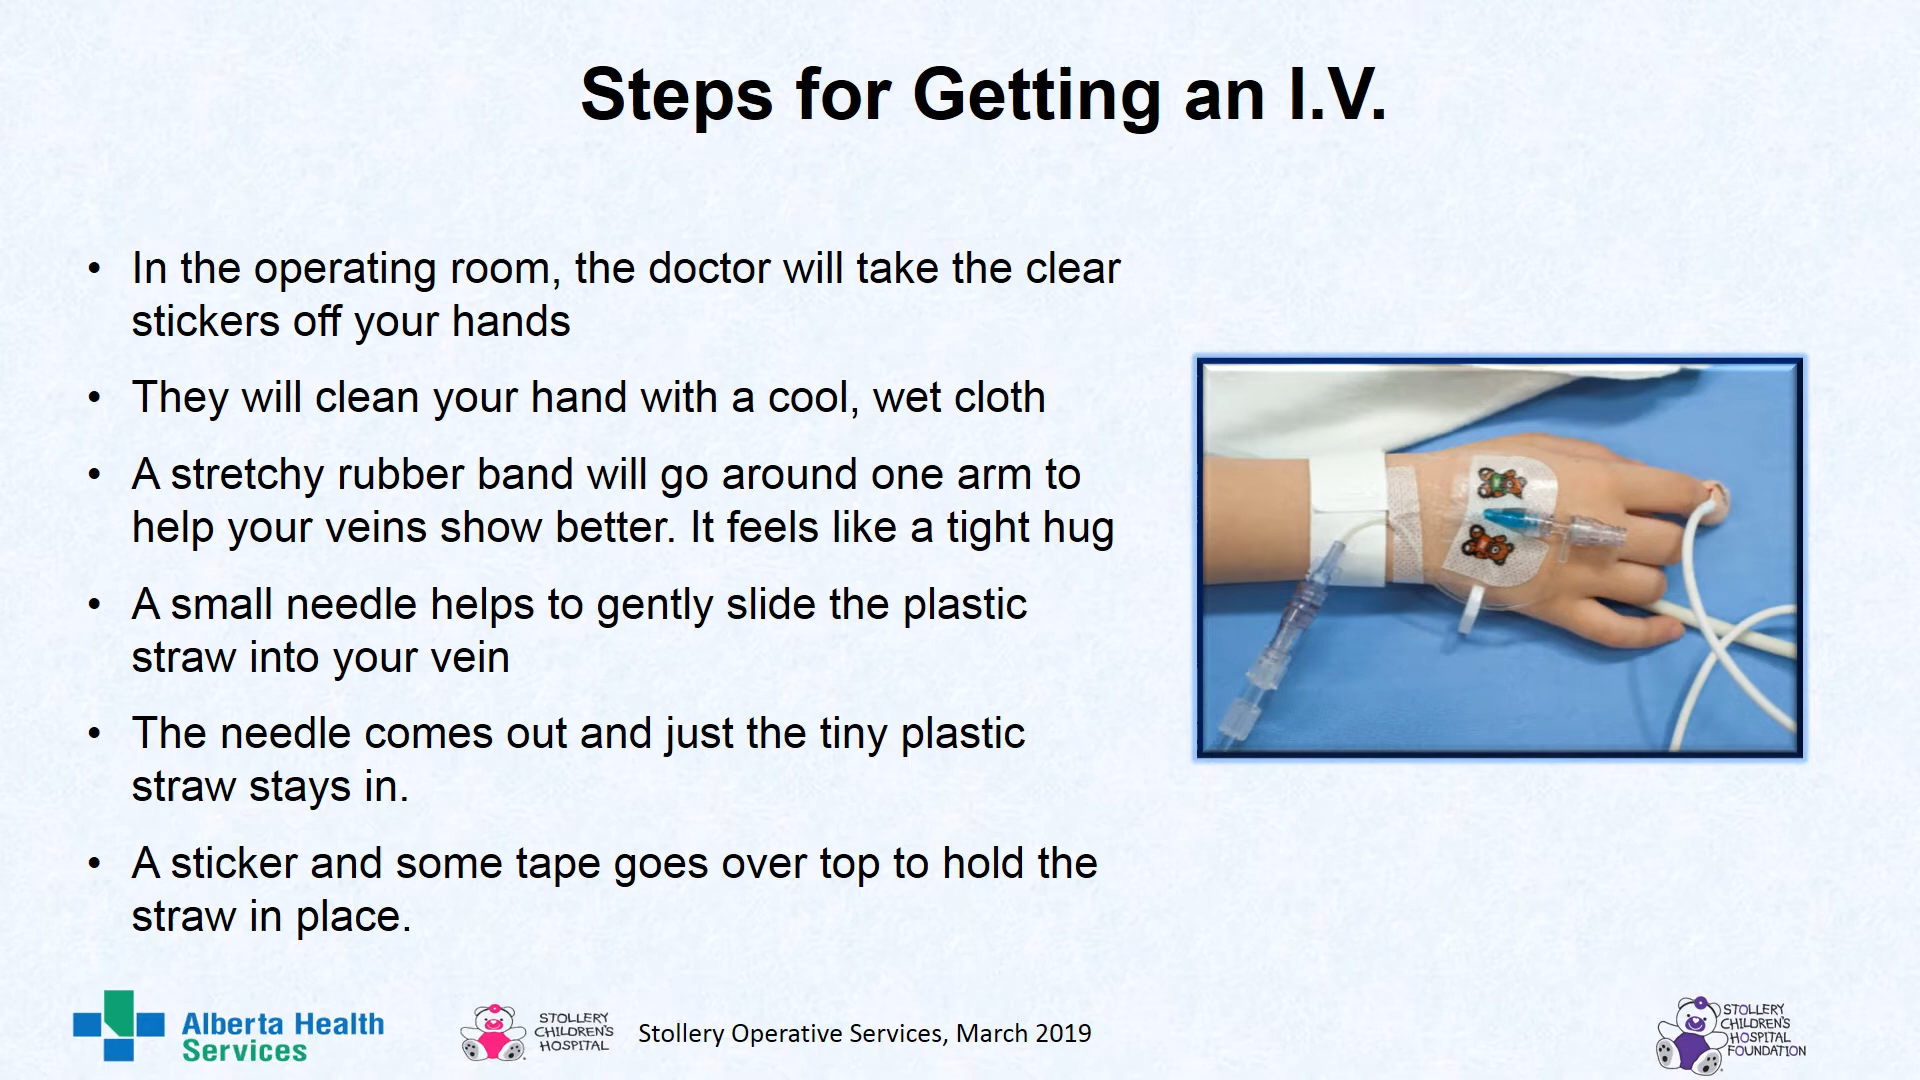 Steps for Getting an I.V.
• In the operating room, the doctor will take the clear
stickers off your hands
• They will clean your hand with a cool, wet cloth
• A stretchy rubber band will go around one arm to
help your veins show better. It feels like a tight hug
• A small needle helps to gently slide the plastic
straw into your vein
• The needle comes out and just the tiny plastic
straw stays in.
• A sticker and some tape goes over top to hold the
straw in place.
Alberta Health
Services
STOLLERY
CHILDREN'S
HOSPITAL
Stollery Operative Services, March 2019
STOLLERY
CHILDREN'S
HOSPITAL
FOUNDATION